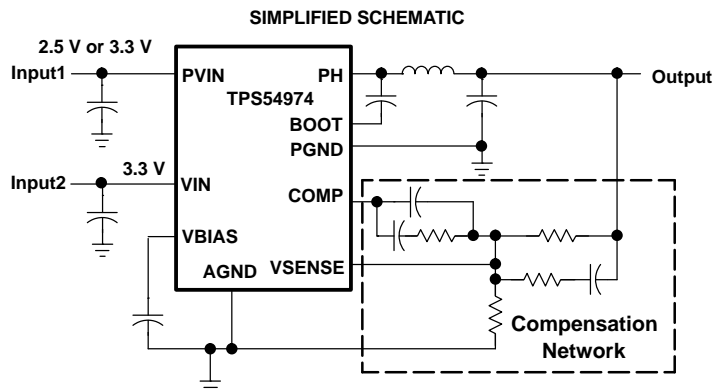 SIMPLIFIED SCHEMATIC
2.5 V or 3.3 V
Input1
PVIN
PH
Output
TPS54974
BOOT
PGND
3.3 V
Input2
VIN
COMP
VBIAS
AGND
VSENSE
Compensation
Network